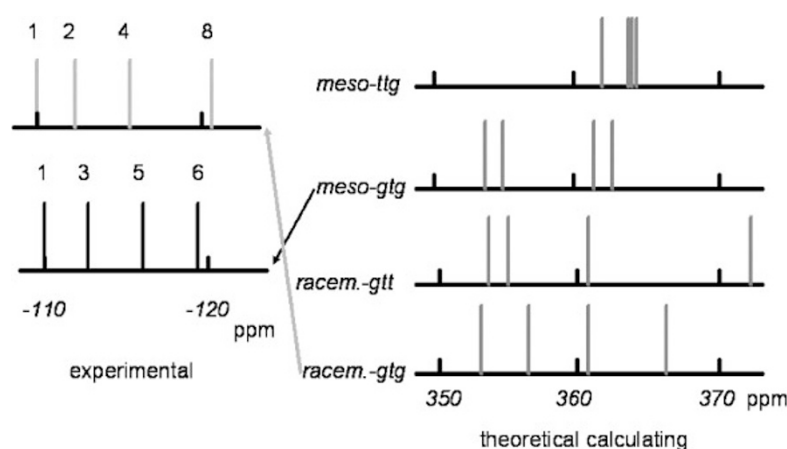 1 2 4 8
1 3 5 6
-110 -120 ppm
experimental
meso-ttg
meso-gtg
racem.-gtt
racem.-gtg
350 360 370 ppm
theoretical calculating